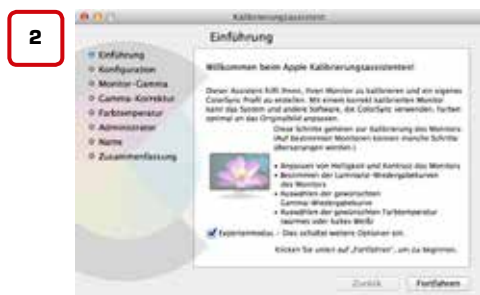 2
Kalibrierungsassistent
Einführung
Einführung
Konfiguration
Monitor-Gamma
Gamma-Korrektur
Farbtemperatur
Administrator
Name
Zusammenfassung
Willkommen beim Apple Kalibrierungsassistenten!
Dieser Assistent hilft Ihnen, Ihren Monitor zu kalibrieren und ein eigenes
ColorSync Profil zu erstellen. Mit einem korrekt kalibrierten Monitor
kann das System und andere Software, die ColorSync verwenden, Farben
optimal an das Originalbild anpassen.
Diese Schritte gehören zur Kalibrierung des Monitors
(Auf bestimmten Monitoren können manche Schritte
übersprungen werden.)
• Anpassen von Helligkeit und Kontrast des Monitors
• Bestimmen der Luminanz-Wiedergabekurven
des Monitors
• Auswählen der gewünschten
Gamma-Wiedergabekurve
• Auswählen der gewünschten Farbtemperatur
(warmes oder kaltes Weiß)
Expertenmodus – Dies schaltet weitere Optionen ein.
Klicken Sie unten auf „Fortfahren“, um zu beginnen.
Zurück
Fortfahren